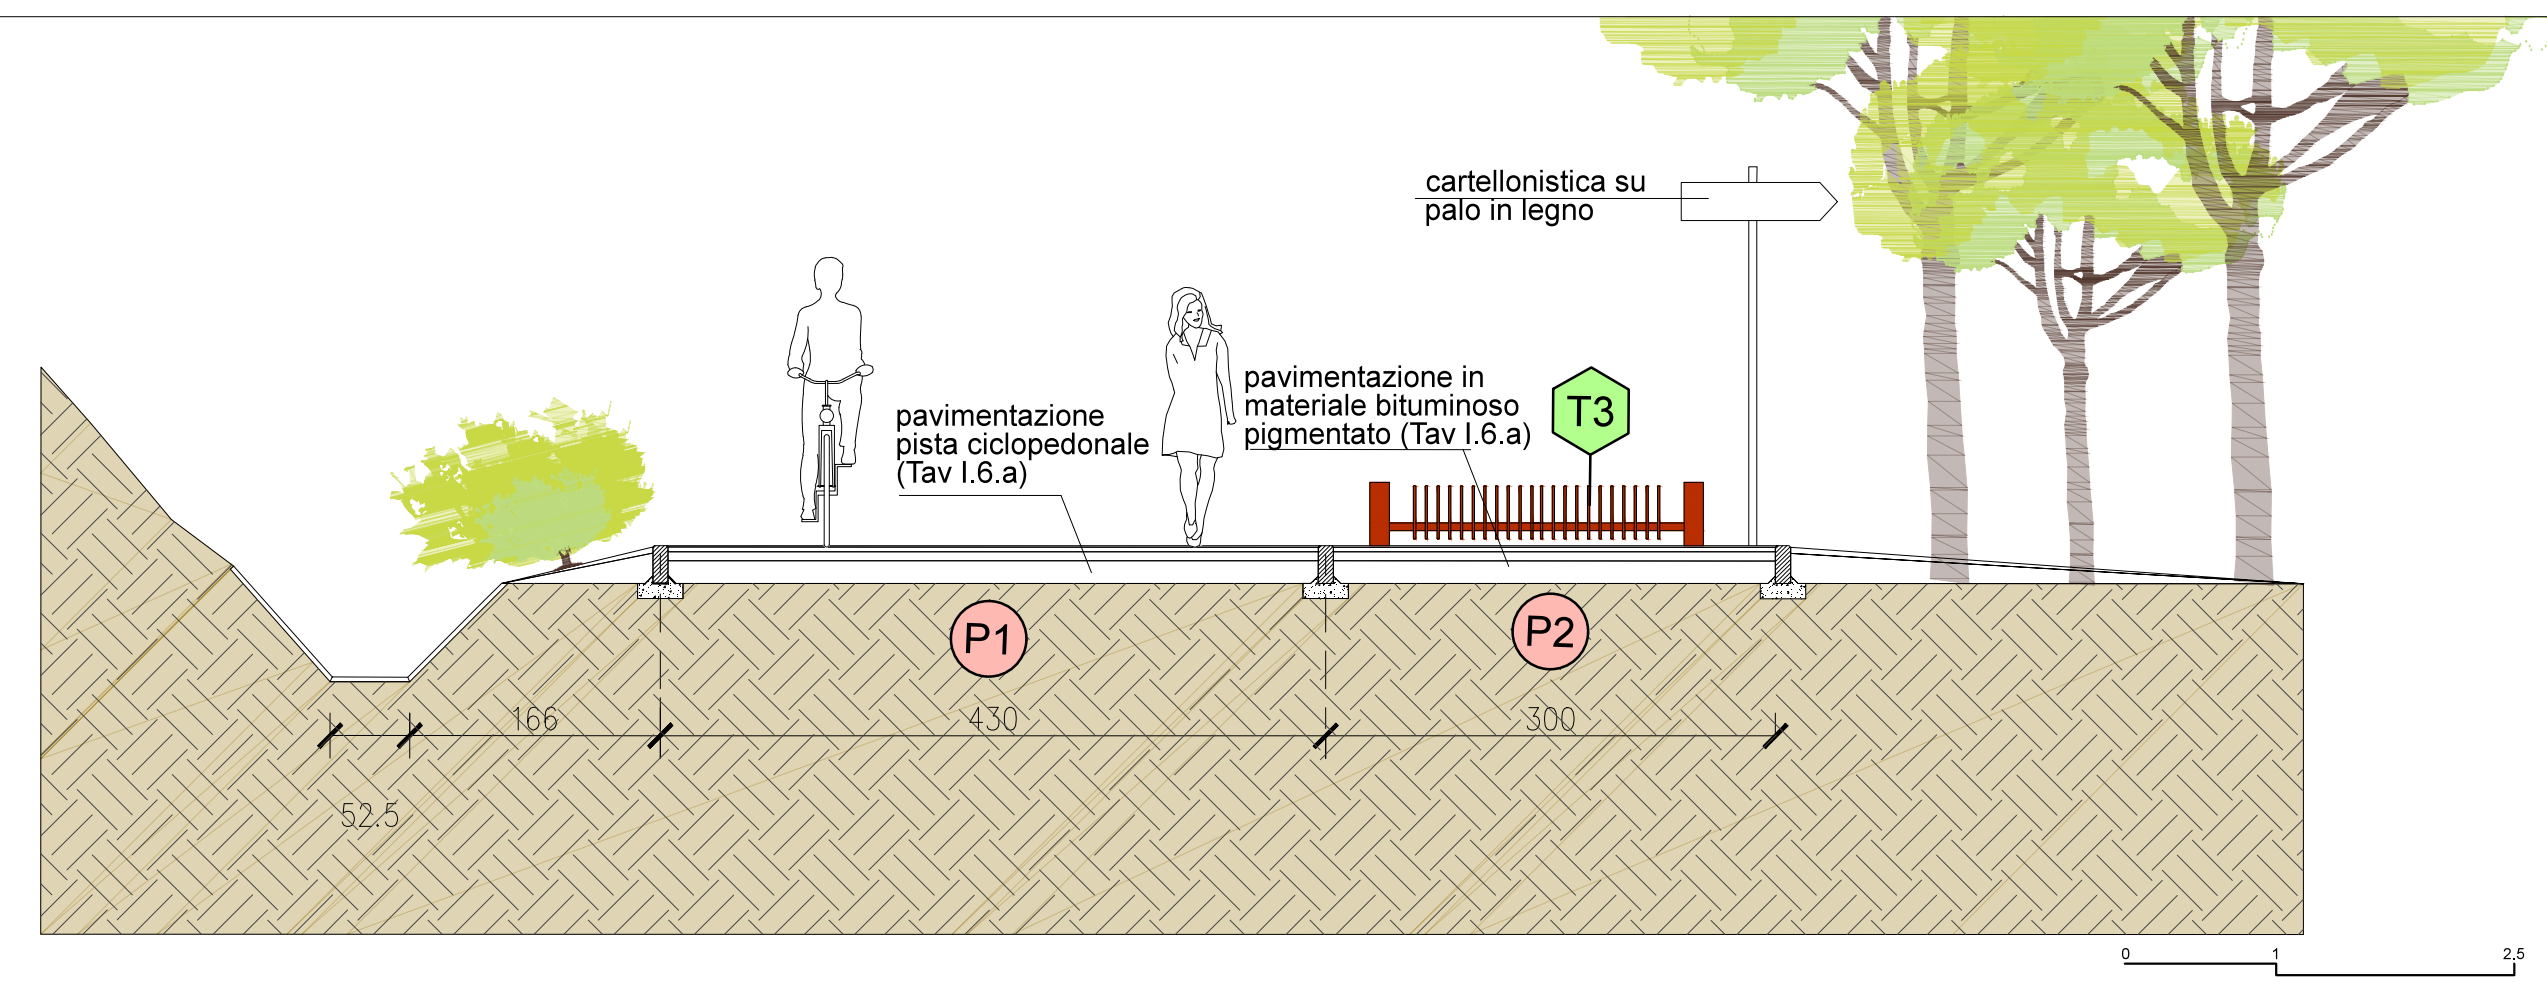 cartellonistica su
palo in legno
pavimentazione in
materiale bituminoso
pigmentato (Tav I.6.a)
T3
pavimentazione
pista ciclopedonale
(Tav I.6.a)
P1
P2
166
430
300
52.5
0 1 2.5